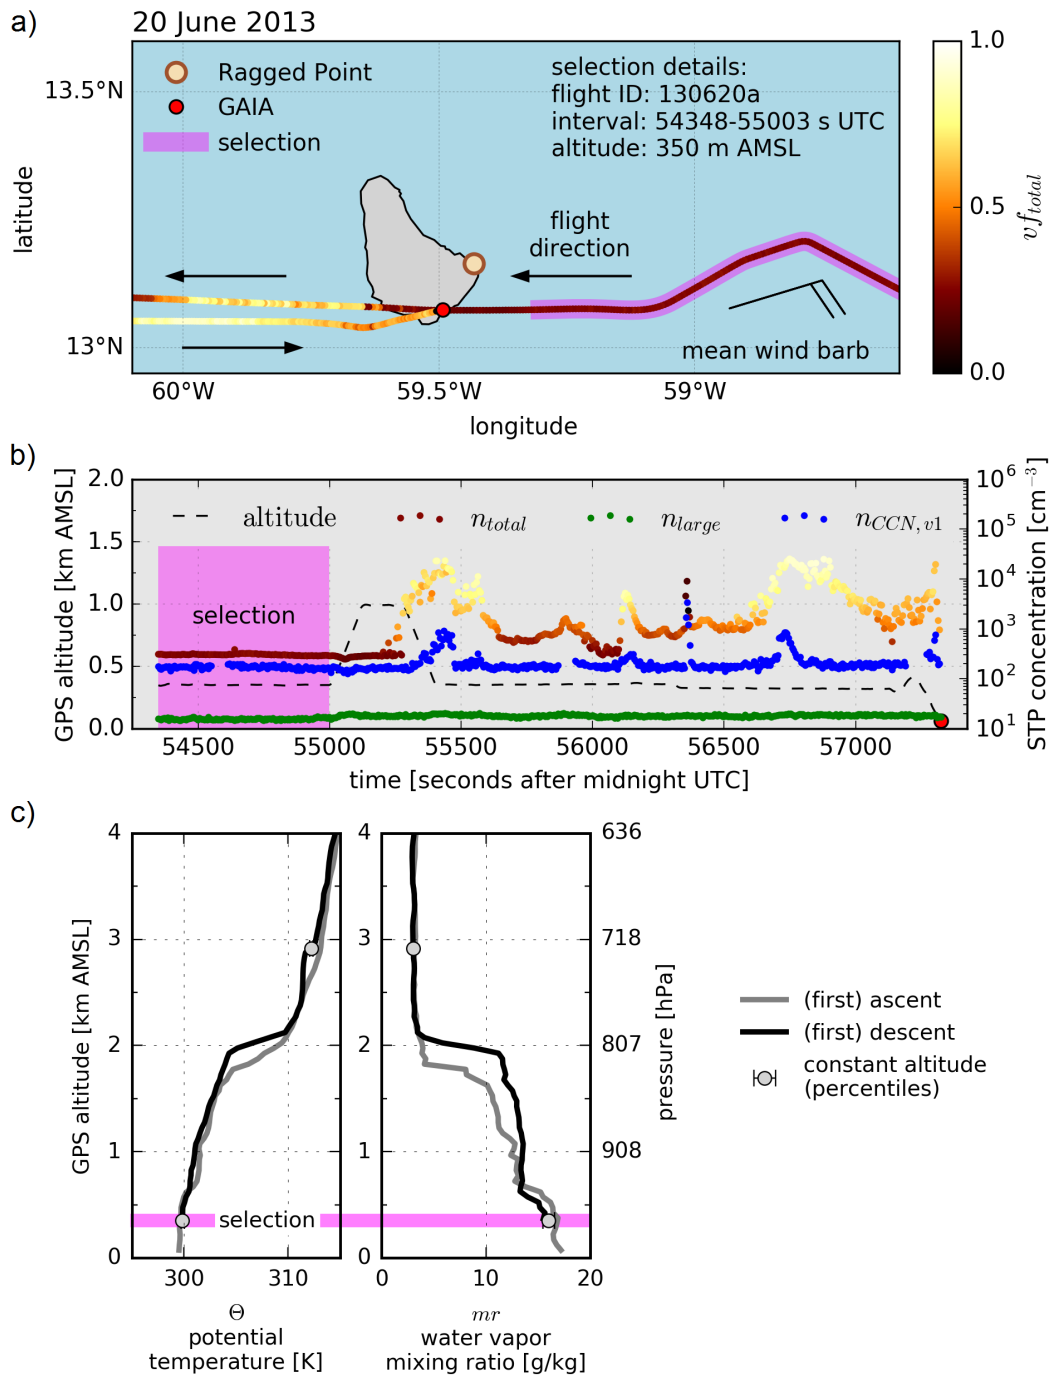 a)
20 June 2013
Ragged Point
GAIA
selection
selection details:
flight ID: 130620a
interval: 54348-55003 s UTC
altitude: 350 m AMSL
flight
direction
mean wind barb
13.5°N
13°N
latitude
60°W 59.5°W 59°W
longitude
1.0
0.5
0.0
vf_total
b)
2.0
1.5
1.0
0.5
0.0
GPS altitude [km AMSL]
altitude n_total n_large n_CCN,v1
selection
10^6
10^5
10^4
10^3
10^2
10^1
STP concentration [cm^-3]
54500 55000 55500 56000 56500 57000
time [seconds after midnight UTC]
c)
4
3
2
1
0
GPS altitude [km AMSL]
selection
300 310
Θ
potential
temperature [K]
4
3
2
1
0
0 10 20
mr
water vapor
mixing ratio [g/kg]
636
718
807
908
pressure [hPa]
(first) ascent
(first) descent
constant altitude
(percentiles)